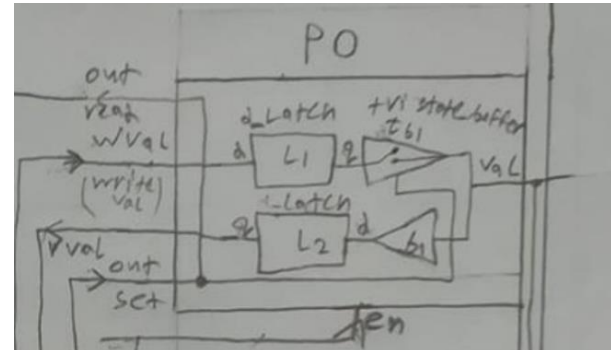 PO
out
read
d_Latch
tri state buffer
tb1
wval
d
L1
q
val
(write
val)
_Latch
q
L2
d
b1
rval
out
set
en